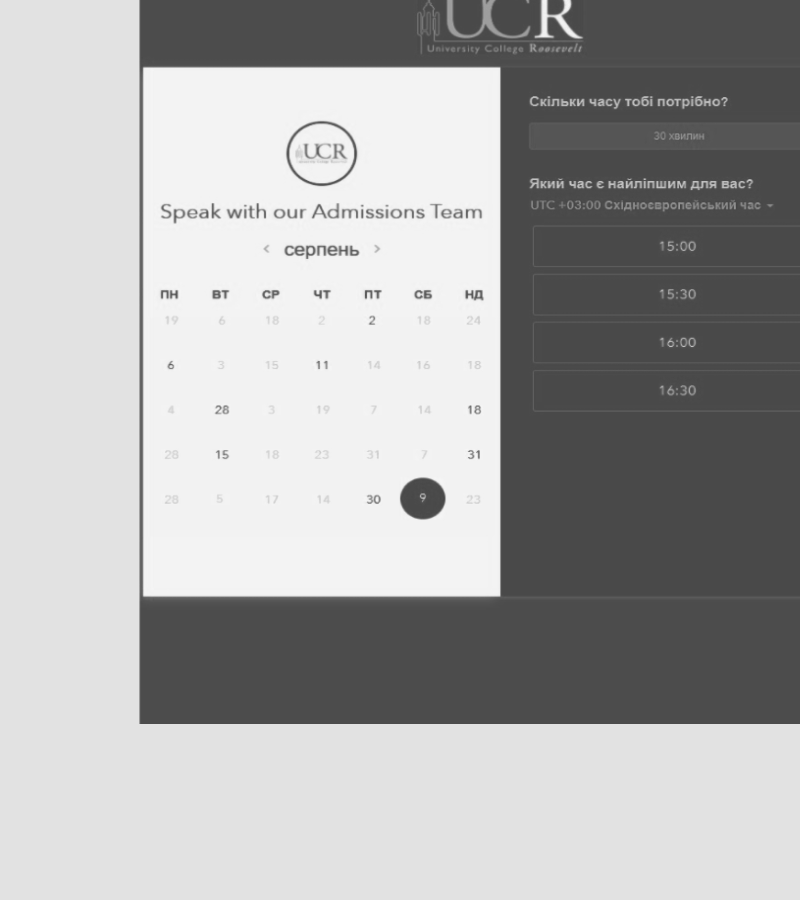 UCR
University College Roosevelt
UCR
Speak with our Admissions Team
< серпень >
ПН ВТ СР ЧТ ПТ СБ НД
19 6 18 2 2 18 24
6 3 15 11 14 16 18
4 28 3 19 7 14 18
28 15 18 23 31 7 31
28 5 17 14 30 9 23
Скільки часу тобі потрібно?
30 хвилин
Який час є найліпшим для вас?
UTC +03:00 Східноєвропейський час
15:00
15:30
16:00
16:30